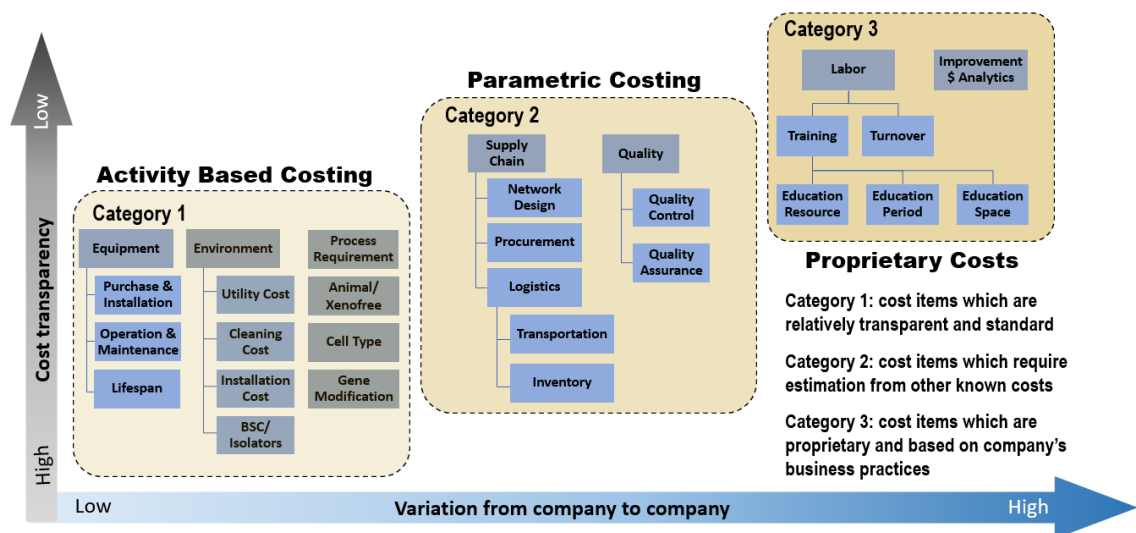 Cost transparency
Low
High
Activity Based Costing
Category 1
Equipment
Purchase &
Installation
Operation &
Maintenance
Lifespan
Environment
Utility Cost
Cleaning
Cost
Installation
Cost
BSC/
Isolators
Process
Requirement
Animal/
Xenofree
Cell Type
Gene
Modification
Parametric Costing
Category 2
Supply
Chain
Network
Design
Procurement
Logistics
Transportation
Inventory
Quality
Quality
Control
Quality
Assurance
Category 3
Labor
Improvement
$ Analytics
Training
Turnover
Education
Resource
Education
Period
Education
Space
Proprietary Costs
Category 1: cost items which are
relatively transparent and standard
Category 2: cost items which require
estimation from other known costs
Category 3: cost items which are
proprietary and based on company's
business practices
Low
Variation from company to company
High